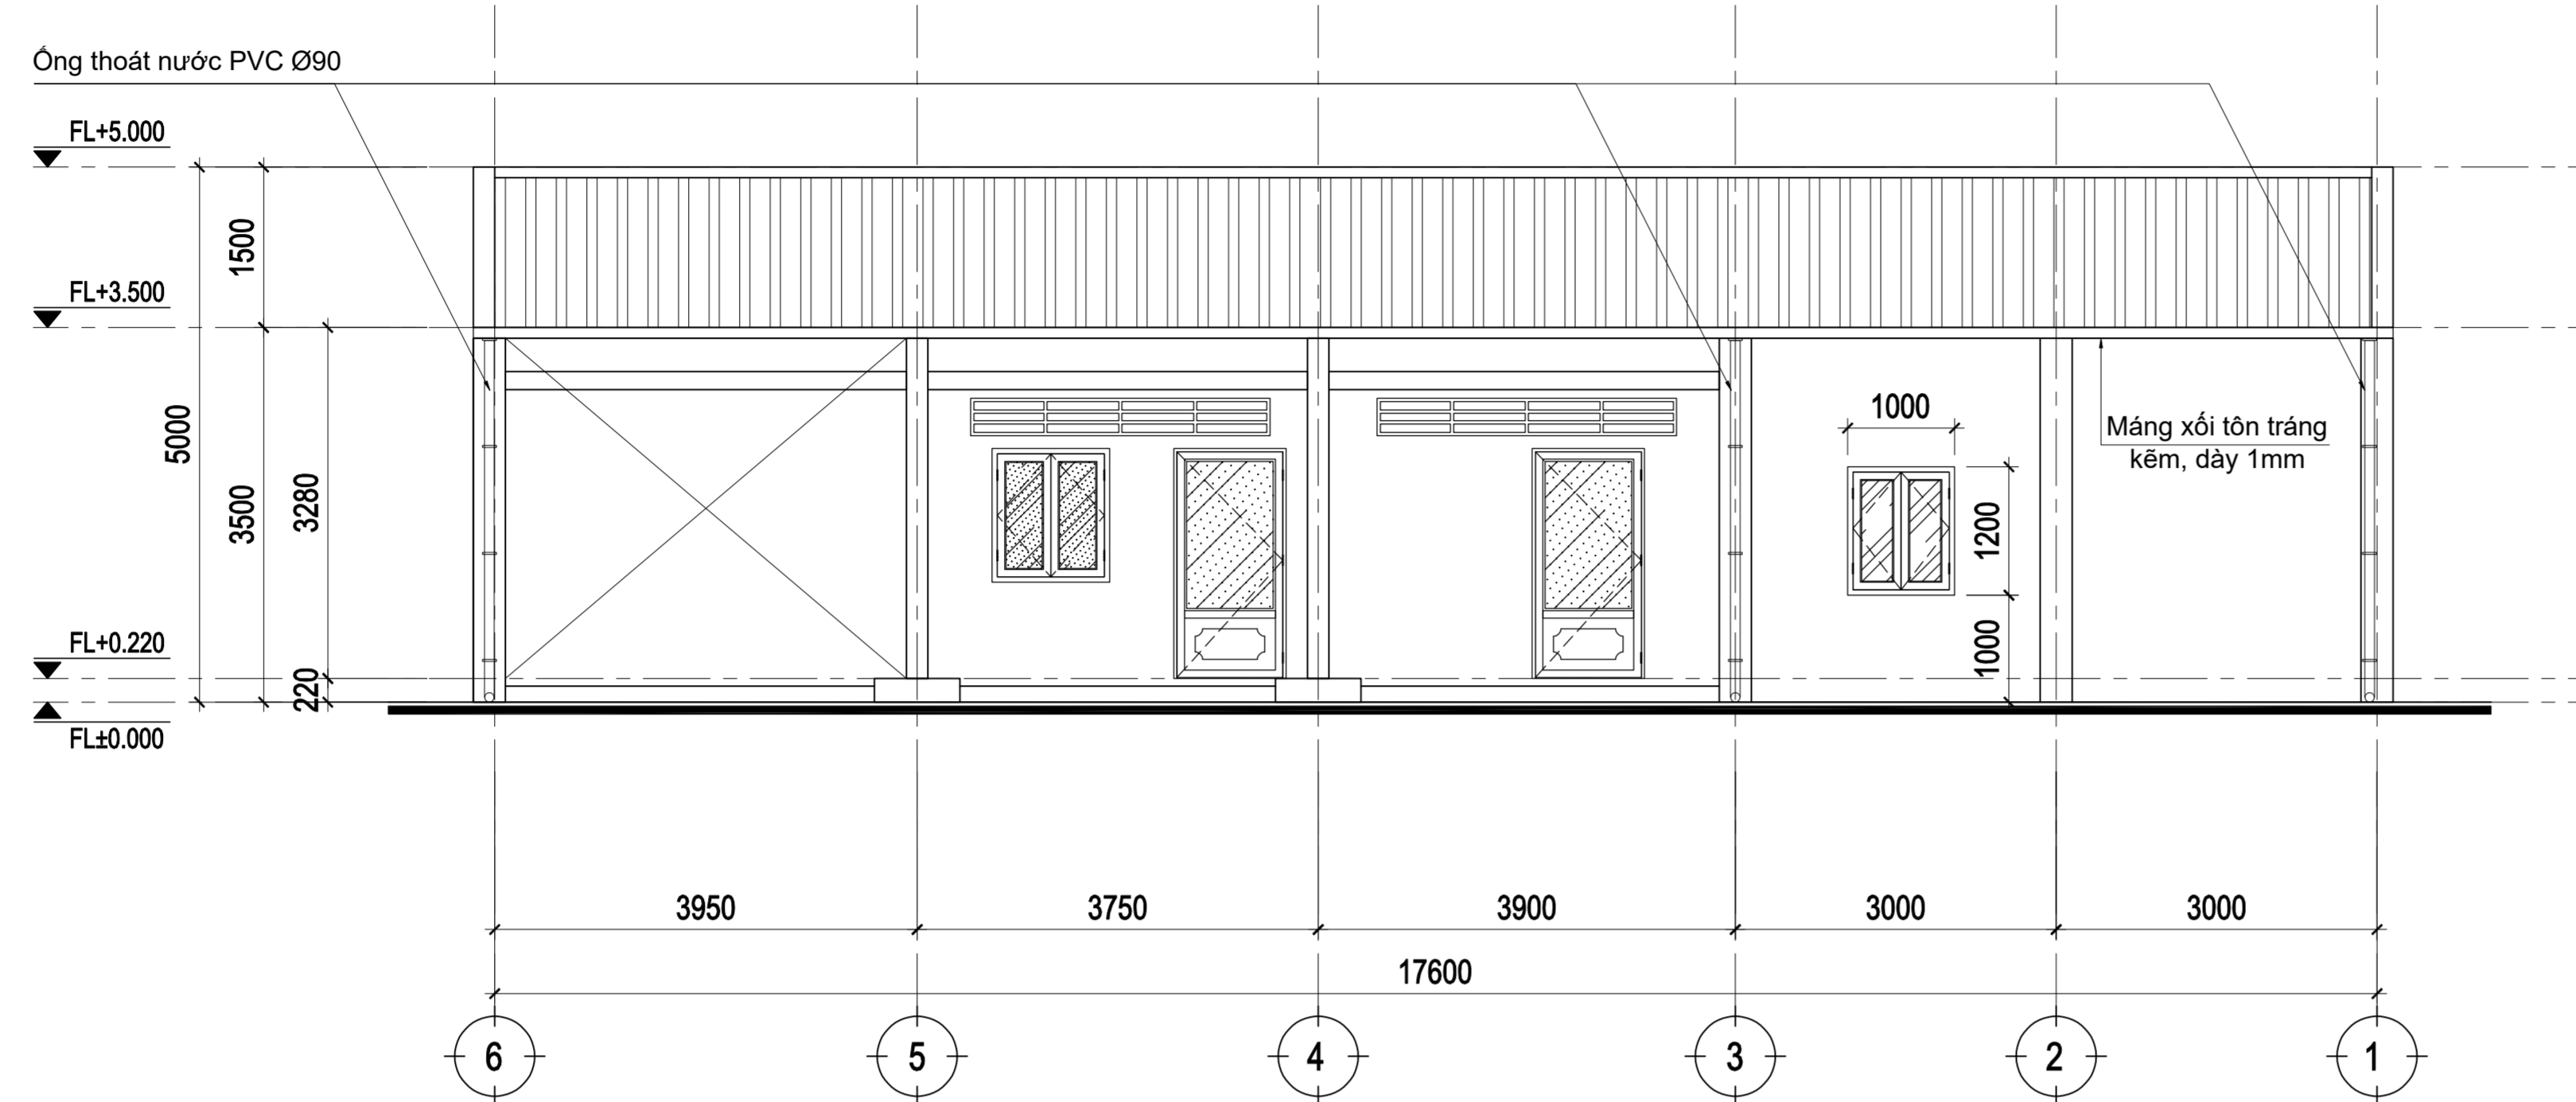 Ống thoát nước PVC Ø90
FL+5.000
1500
FL+3.500
5000
3500
3280
1000
Máng xối tôn tráng
kẽm, dày 1mm
1200
1000
FL+0.220
220
FL±0.000
3950
3750
3900
3000
3000
17600
6
5
4
3
2
1